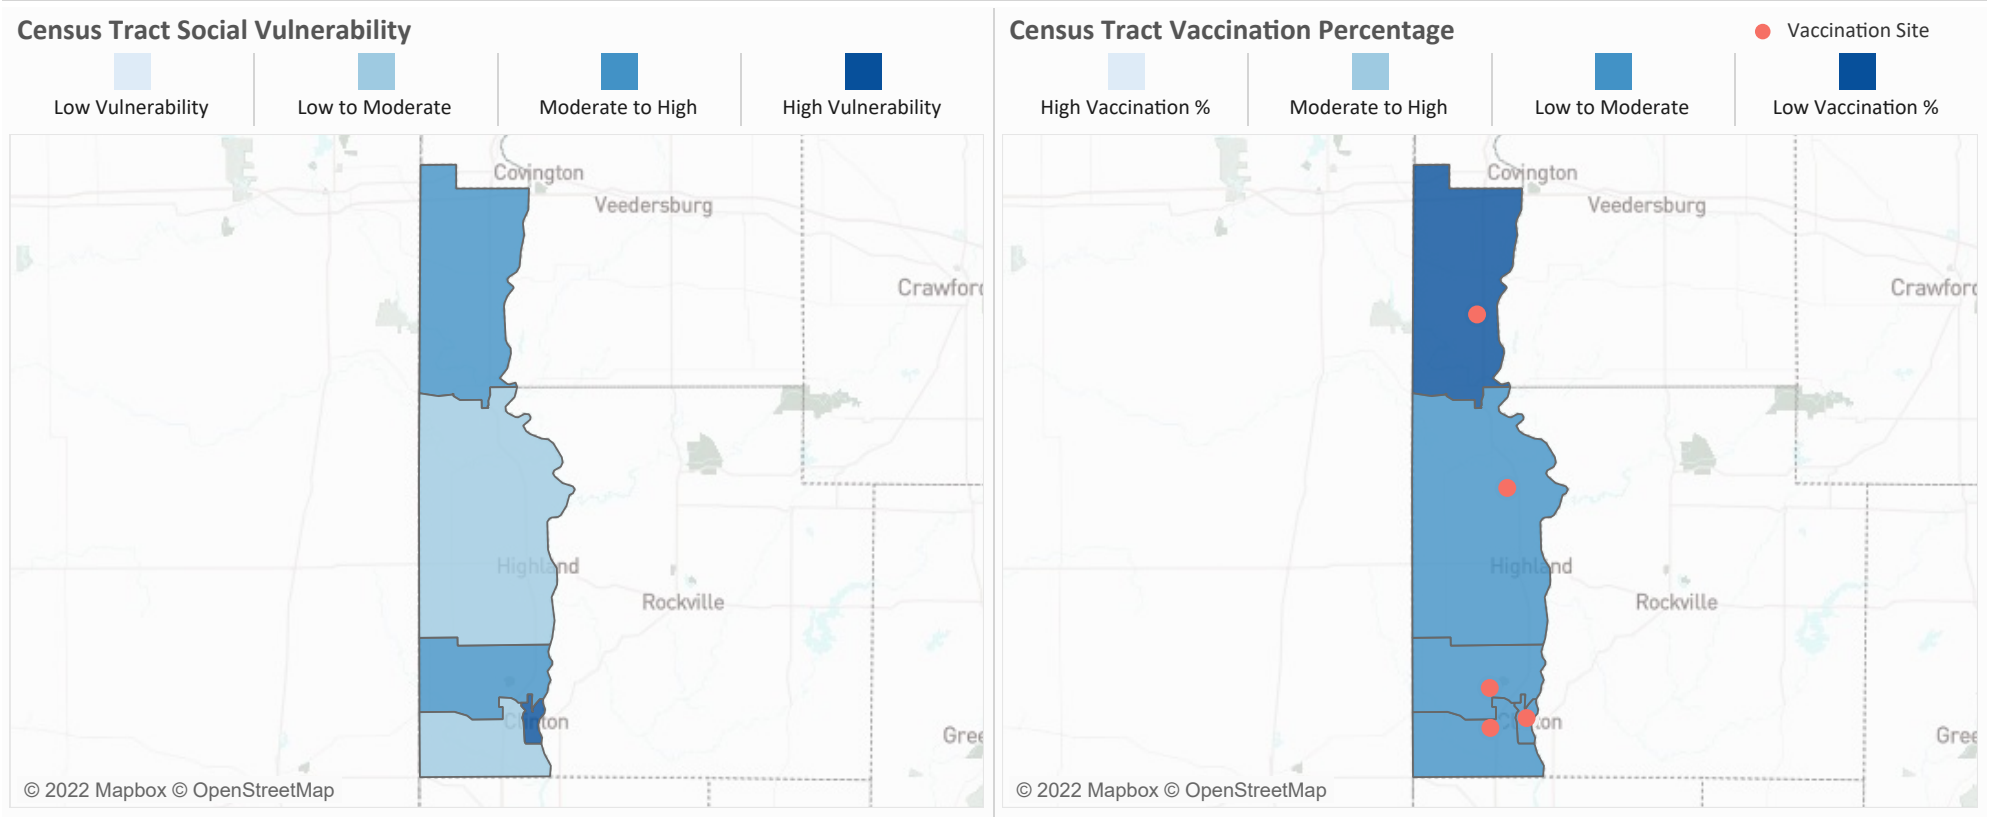 Census Tract Social Vulnerability
Low Vulnerability
Low to Moderate
Moderate to High
High Vulnerability
Covington
Veedersburg
Crawford
Highland
Rockville
Clinton
Gree
© 2022 Mapbox © OpenStreetMap
Census Tract Vaccination Percentage
Vaccination Site
High Vaccination %
Moderate to High
Low to Moderate
Low Vaccination %
Covington
Veedersburg
Crawford
Highland
Rockville
Clinton
Gree
© 2022 Mapbox © OpenStreetMap